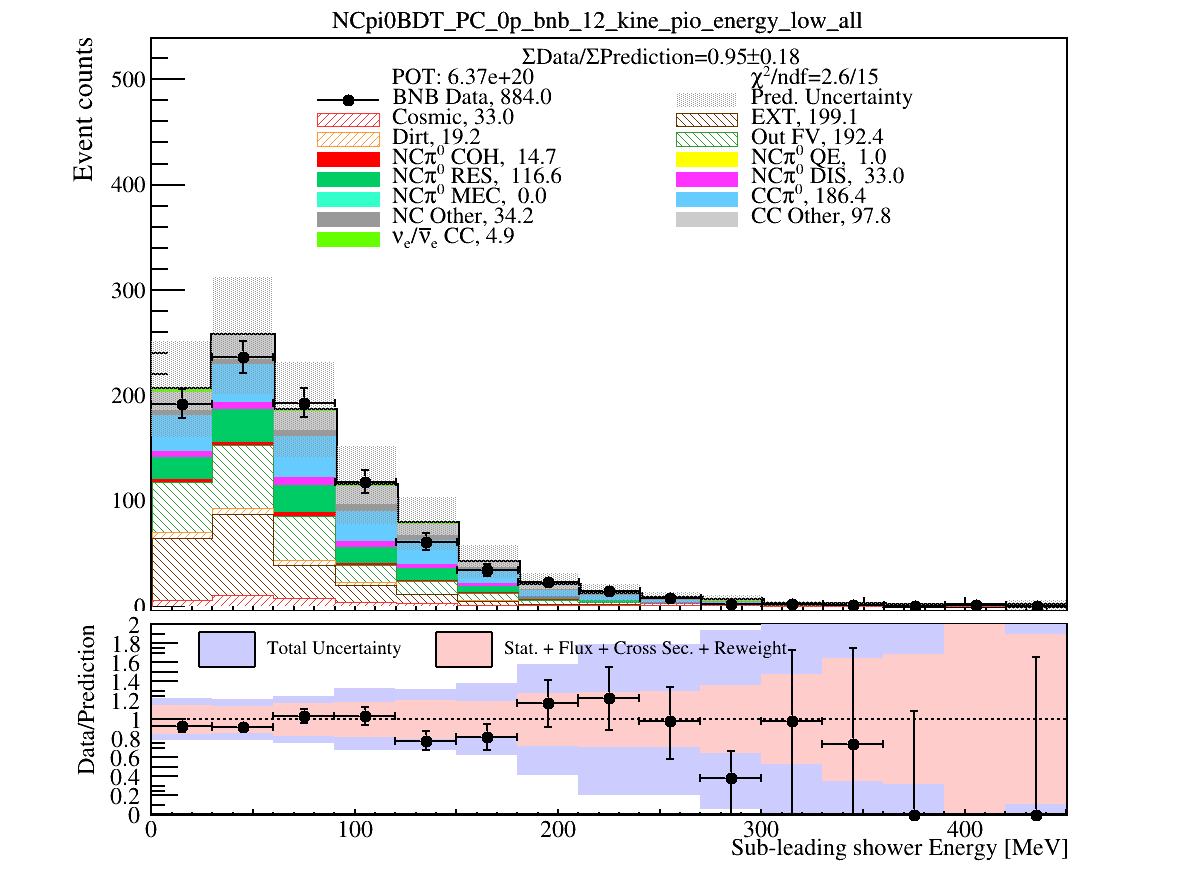 NCpi0BDT_PC_0p_bnb_12_kine_pio_energy_low_all
ΣData/ΣPrediction=0.95±0.18
POT: 6.37e+20
χ²/ndf=2.6/15
BNB Data, 884.0
Pred. Uncertainty
Cosmic, 33.0
EXT, 199.1
Dirt, 19.2
Out FV, 192.4
NCπ⁰ COH, 14.7
NCπ⁰ QE, 1.0
NCπ⁰ RES, 116.6
NCπ⁰ DIS, 33.0
NCπ⁰ MEC, 0.0
CCπ⁰, 186.4
NC Other, 34.2
CC Other, 97.8
νₑ/ν̅ₑ CC, 4.9
Event counts
500
400
300
200
100
0
Total Uncertainty
Stat. + Flux + Cross Sec. + Reweight
Data/Prediction
2
1.8
1.6
1.4
1.2
1
0.8
0.6
0.4
0.2
0
0 100 200 300 400
Sub-leading shower Energy [MeV]